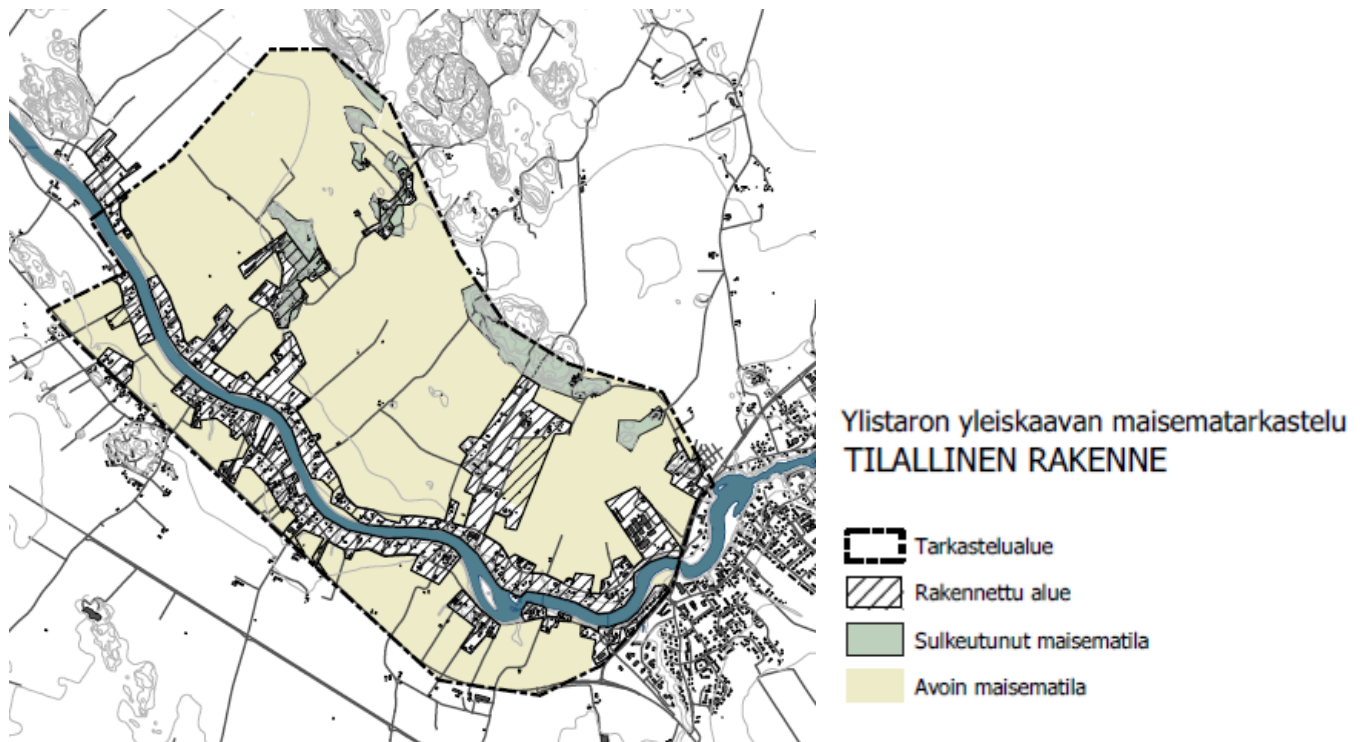 Ylistaron yleiskaavan maisematarkastelu
TILALLINEN RAKENNE
Tarkastelualue
Rakennettu alue
Sulkeutunut maisematila
Avoin maisematila